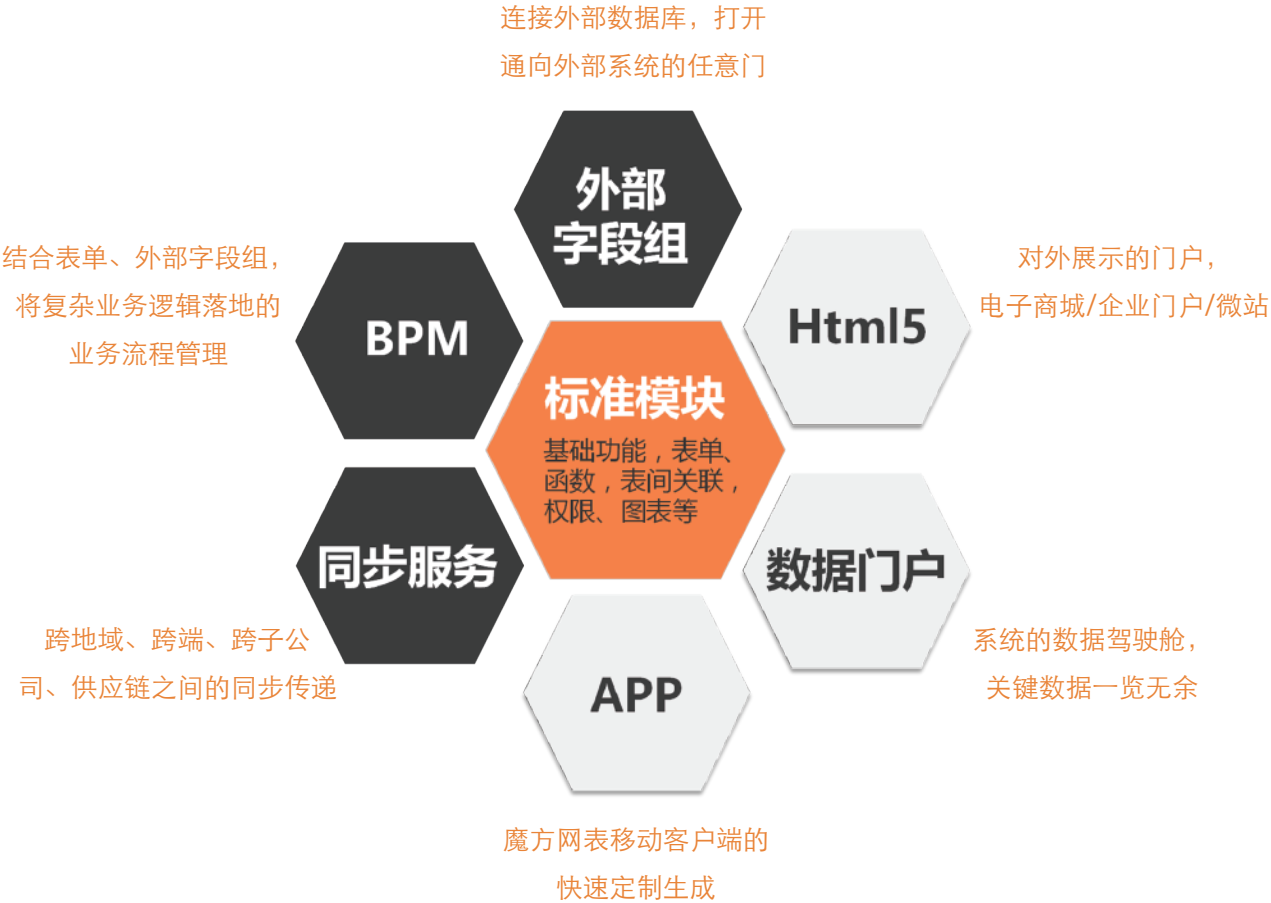 连接外部数据库，打开
通向外部系统的任意门
外部
字段组
结合表单、外部字段组，
将复杂业务逻辑落地的
业务流程管理
BPM
Html5
对外展示的门户，
电子商城/企业门户/微站
标准模块
基础功能，表单、
函数，表间关联，
权限、图表等
同步服务
跨地域、跨端、跨子公
司、供应链之间的同步传递
数据门户
系统的数据驾驶舱，
关键数据一览无余
APP
魔方网表移动客户端的
快速定制生成